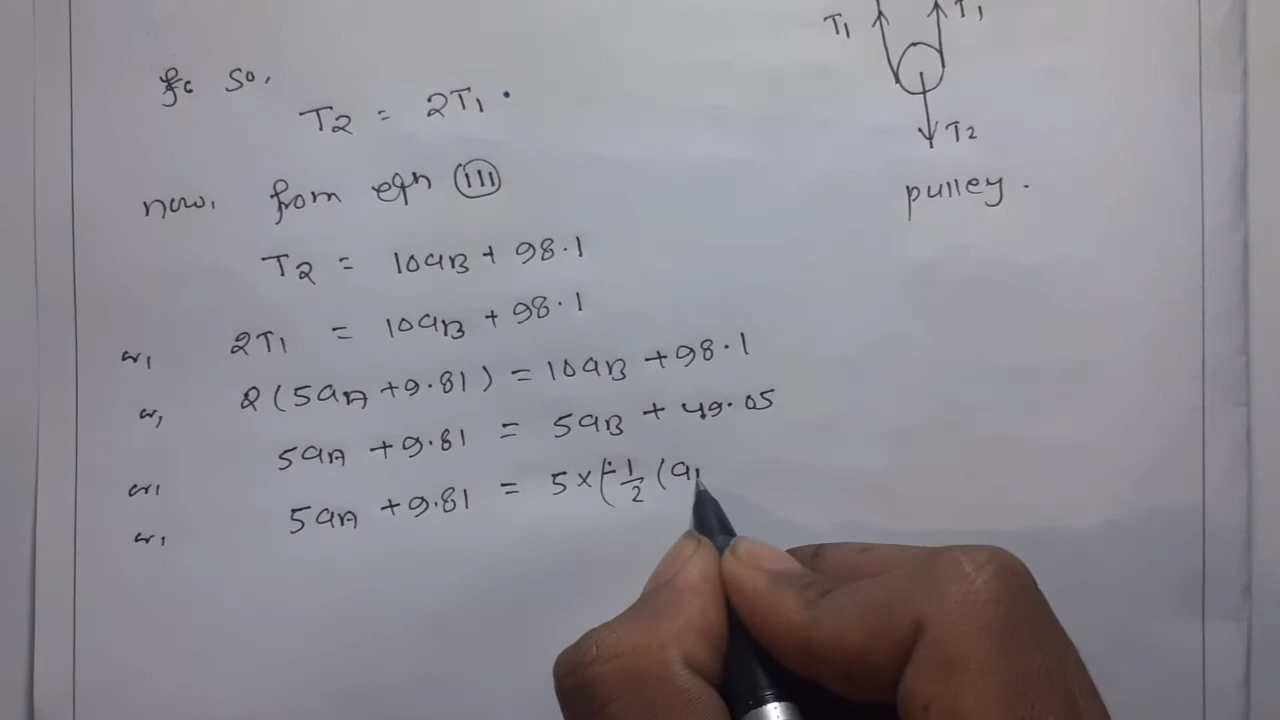 T1 T1
so,
T2 = 2T1.
T2
now, from eqn (III)
pulley.
T2 = 10aB + 98.1
or, 2T1 = 10aB + 98.1
or, 2(5aA + 9.81) = 10aB + 98.1
or, 5aA + 9.81 = 5aB + 49.05
or, 5aA + 9.81 = 5×(-1/2 (a